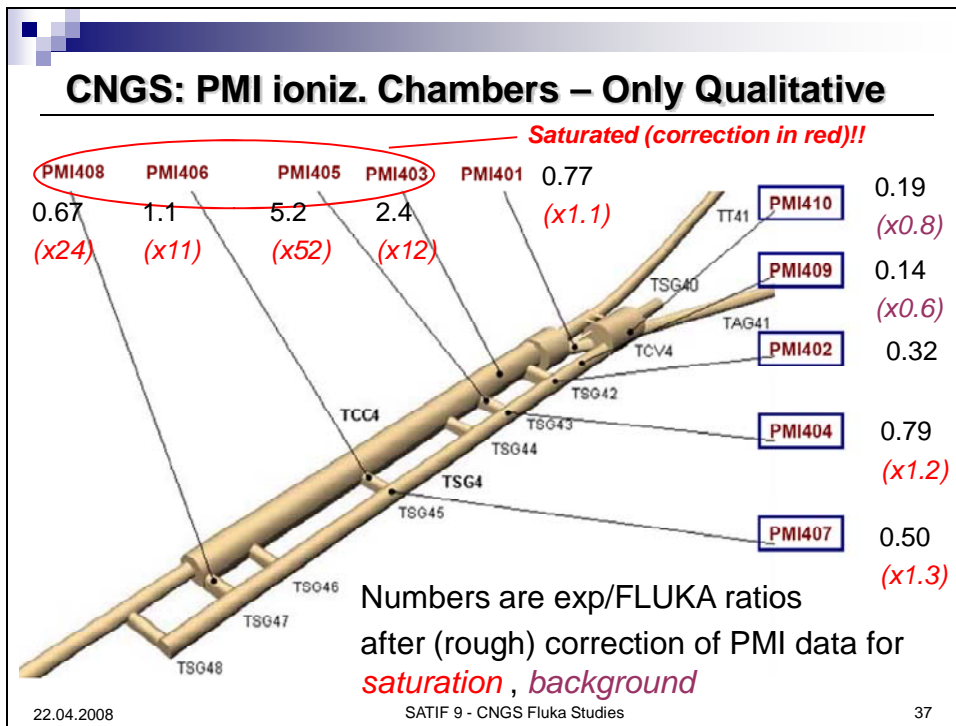 CNGS: PMI ioniz. Chambers – Only Qualitative
Saturated (correction in red)!!
PMI408 PMI406 PMI405 PMI403 PMI401 0.77
0.67 1.1 5.2 2.4 (x1.1)
(x24) (x11) (x52) (x12)
TT41
PMI410 0.19
(x0.8)
TSG40
PMI409 0.14
(x0.6)
TAG41
TCV4
PMI402 0.32
TSG42
TCC4
TSG43
PMI404 0.79
(x1.2)
TSG44
TSG4
TSG45
PMI407 0.50
(x1.3)
TSG46
TSG47
TSG48
Numbers are exp/FLUKA ratios
after (rough) correction of PMI data for
saturation , background
22.04.2008 SATIF 9 - CNGS Fluka Studies 37